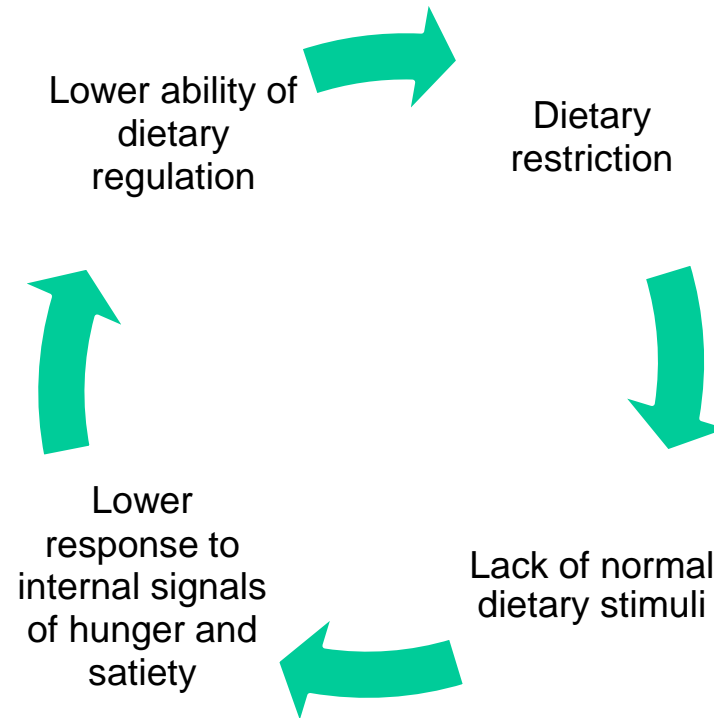 Lower ability of
dietary
regulation
Dietary
restriction
Lack of normal
dietary stimuli
Lower
response to
internal signals
of hunger and
satiety